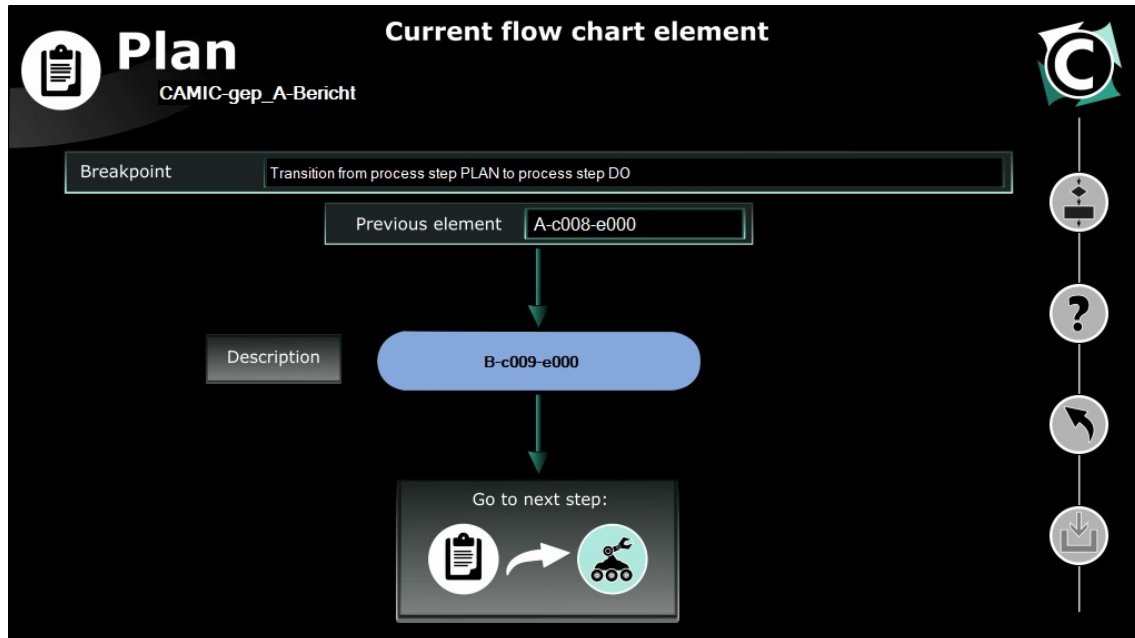 Current flow chart element
Plan
CAMIC-gep_A-Bericht
C
Breakpoint Transition from process step PLAN to process step DO
Previous element A-c008-e000
?
Description B-c009-e000
Go to next step: